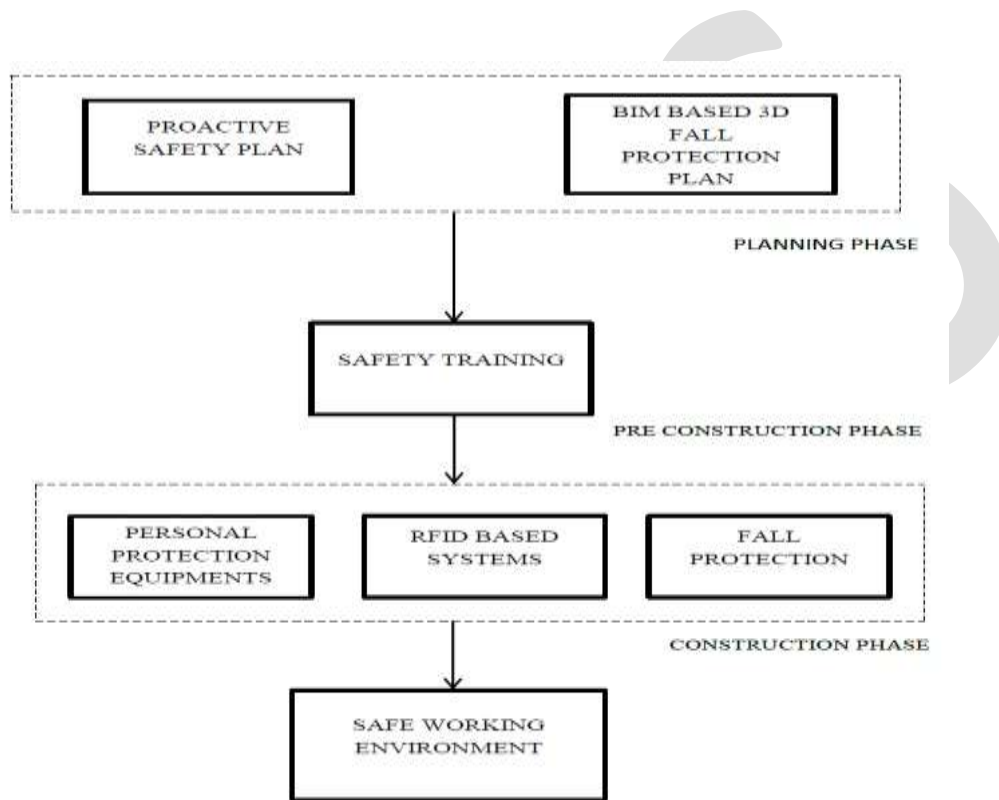 PROACTIVE
SAFETY PLAN
BIM BASED 3D
FALL
PROTECTION
PLAN
PLANNING PHASE
SAFETY TRAINING
PRE CONSTRUCTION PHASE
PERSONAL
PROTECTION
EQUIPMENTS
RFID BASED
SYSTEMS
FALL
PROTECTION
CONSTRUCTION PHASE
SAFE WORKING
ENVIRONMENT